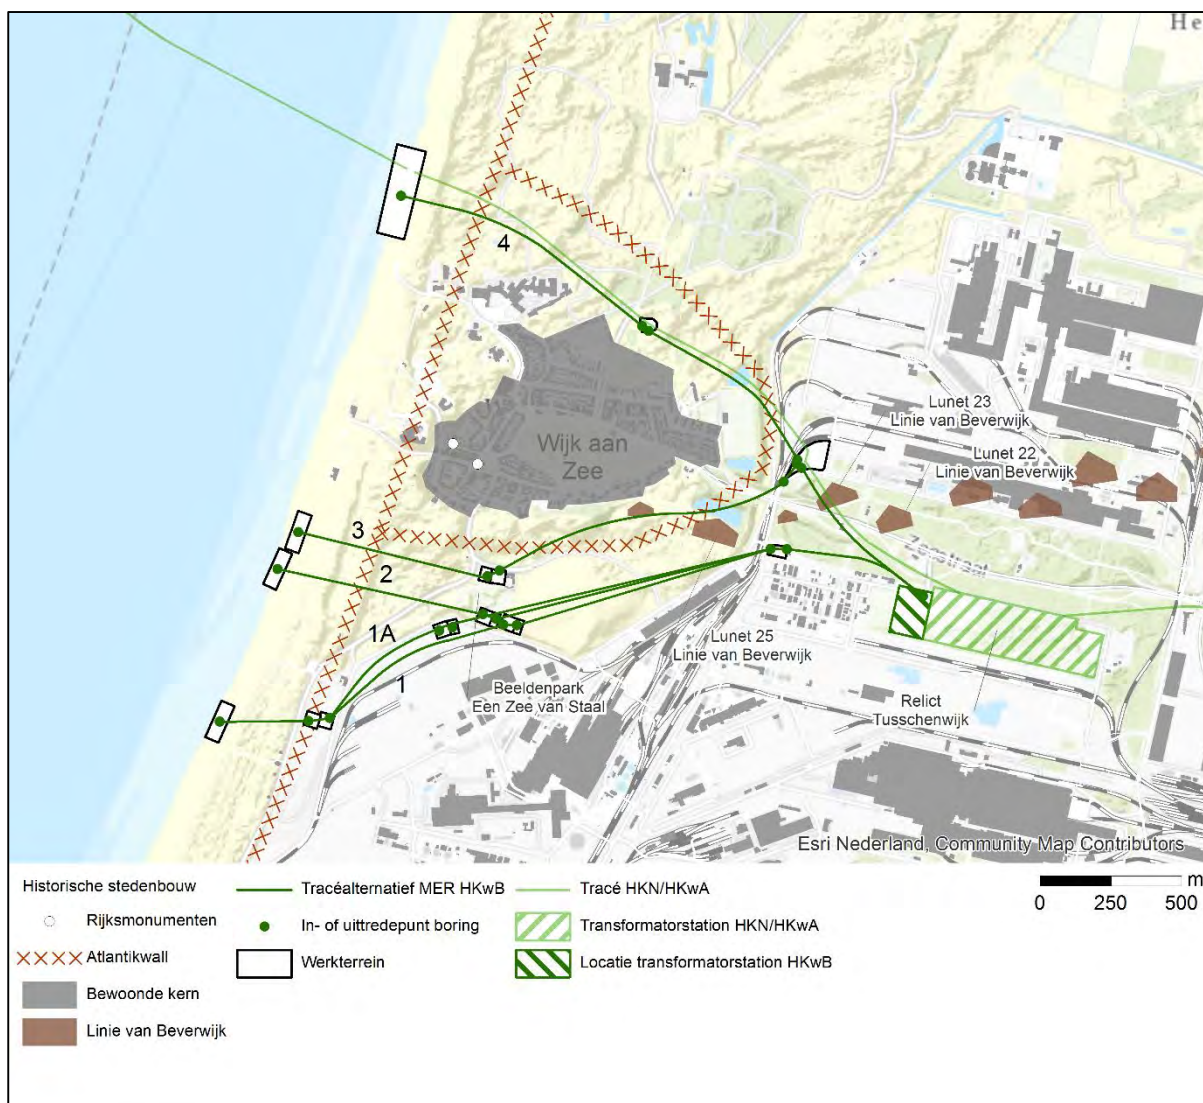 He
4
Lunet 23
Linie van Beverwijk
Wijk aan
Zee
Lunet 22
Linie van Beverwijk
3
2
Zeestraat
1A
Lunet 25
Linie van Beverwijk
1
Beeldenpark
Een Zee van Staal
Relict
Tusschenwijk
Esri Nederland, Community Map Contributors
Historische stedenbouw
Rijksmonumenten
Atlantikwall
Bewoonde kern
Linie van Beverwijk
Tracéalternatief MER HKwB
In- of uittredepunt boring
Werkterrein
Tracé HKN/HKwA
Transformatorstation HKN/HKwA
Locatie transformatorstation HKwB
m
0 250 500